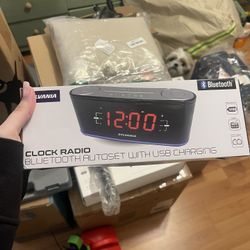 SYLVANIA
Bluetooth
12:00
SYLVANIA
CLOCK RADIO
BLUETOOTH AUTOSET WITH USB CHARGING